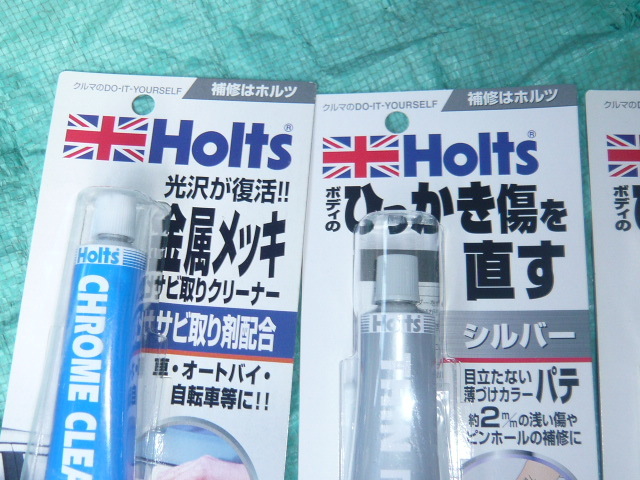 クルマのDO-IT-YOURSELF 補修はホルツ
Holts®
光沢が復活!!
金属メッキ
サビ取りクリーナー
サビ取り剤配合
車・オートバイ・
自転車等に!!
Holts
CHROME CLEA
クルマのDO-IT-YOURSELF 補修はホルツ
Holts®
ボディの ひっかき傷を
直す
シルバー
目立たない
薄づけカラー パテ
約2m/mの浅い傷や
ピンホールの補修に
Holts
クルマの